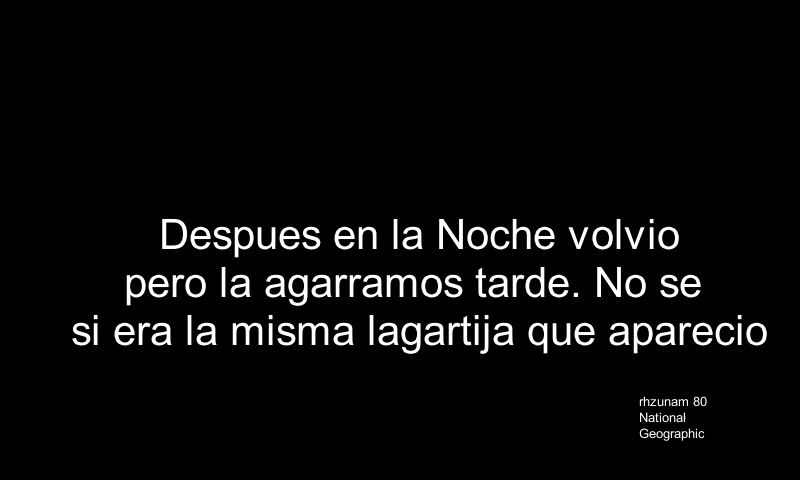 Despues en la Noche volvio
pero la agarramos tarde. No se
si era la misma lagartija que aparecio
rhzunam 80
National
Geographic